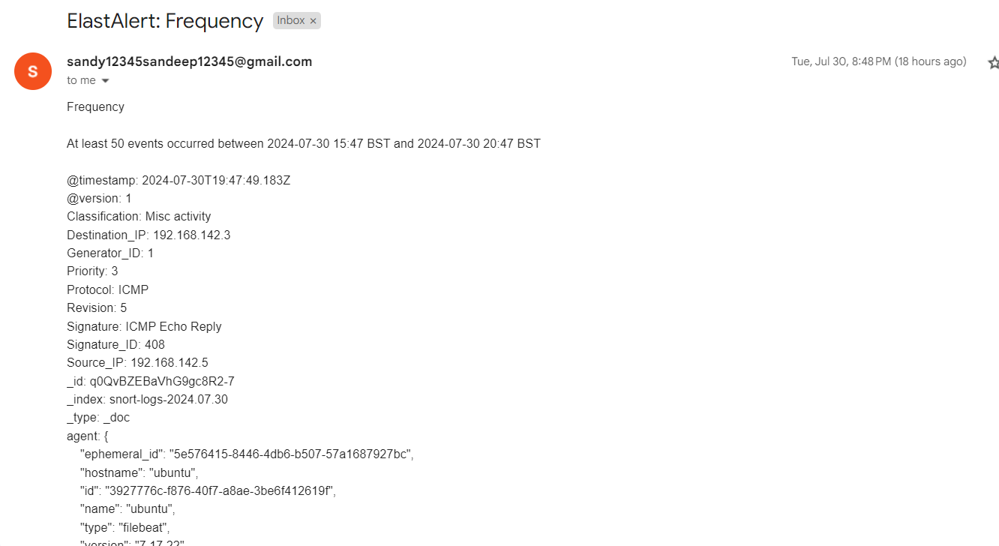 ElastAlert: Frequency Inbox ×
S
sandy12345sandeep12345@gmail.com Tue, Jul 30, 8:48 PM (18 hours ago)
to me
Frequency
At least 50 events occurred between 2024-07-30 15:47 BST and 2024-07-30 20:47 BST
@timestamp: 2024-07-30T19:47:49.183Z
@version: 1
Classification: Misc activity
Destination_IP: 192.168.142.3
Generator_ID: 1
Priority: 3
Protocol: ICMP
Revision: 5
Signature: ICMP Echo Reply
Signature_ID: 408
Source_IP: 192.168.142.5
_id: q0QvBZEBaVhG9gc8R2-7
_index: snort-logs-2024.07.30
_type: _doc
agent: {
"ephemeral_id": "5e576415-8446-4db6-b507-57a1687927bc",
"hostname": "ubuntu",
"id": "3927776c-f876-40f7-a8ae-3be6f412619f",
"name": "ubuntu",
"type": "filebeat",
"version": "7.17.22"